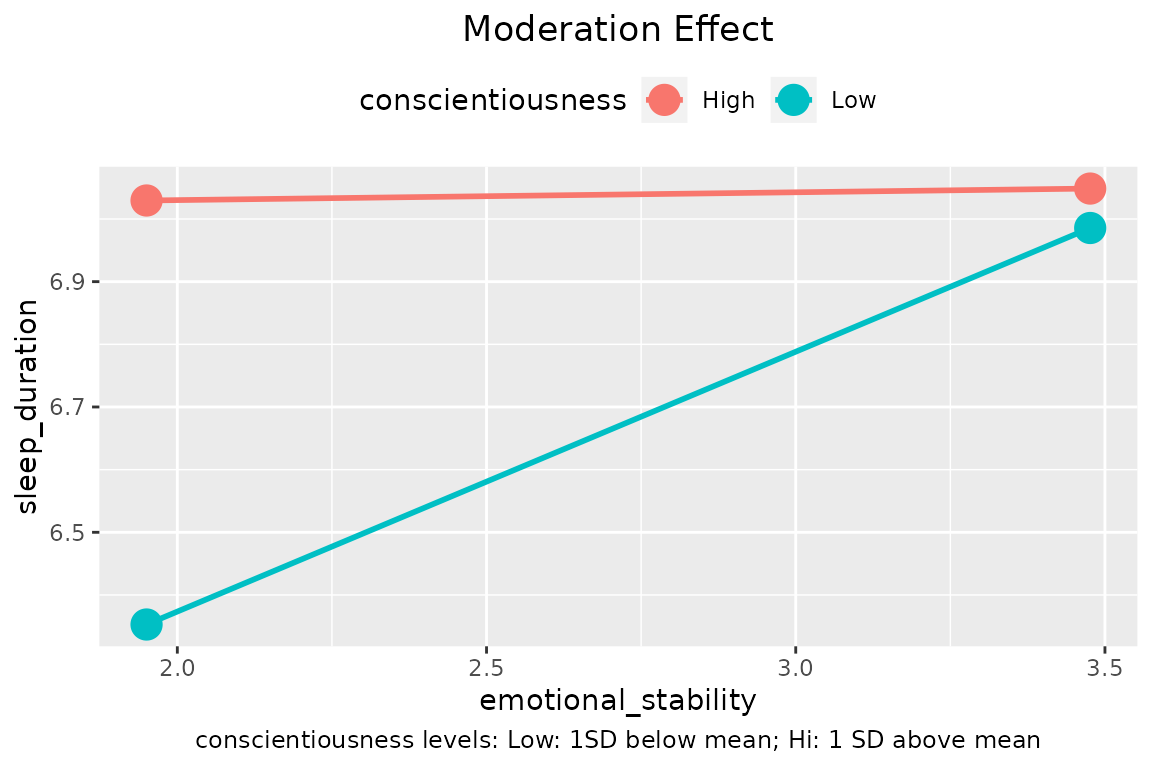 Moderation Effect
conscientiousness High Low
sleep_duration
6.9
6.7
6.5
2.0 2.5 3.0 3.5
emotional_stability
conscientiousness levels: Low: 1SD below mean; Hi: 1 SD above mean